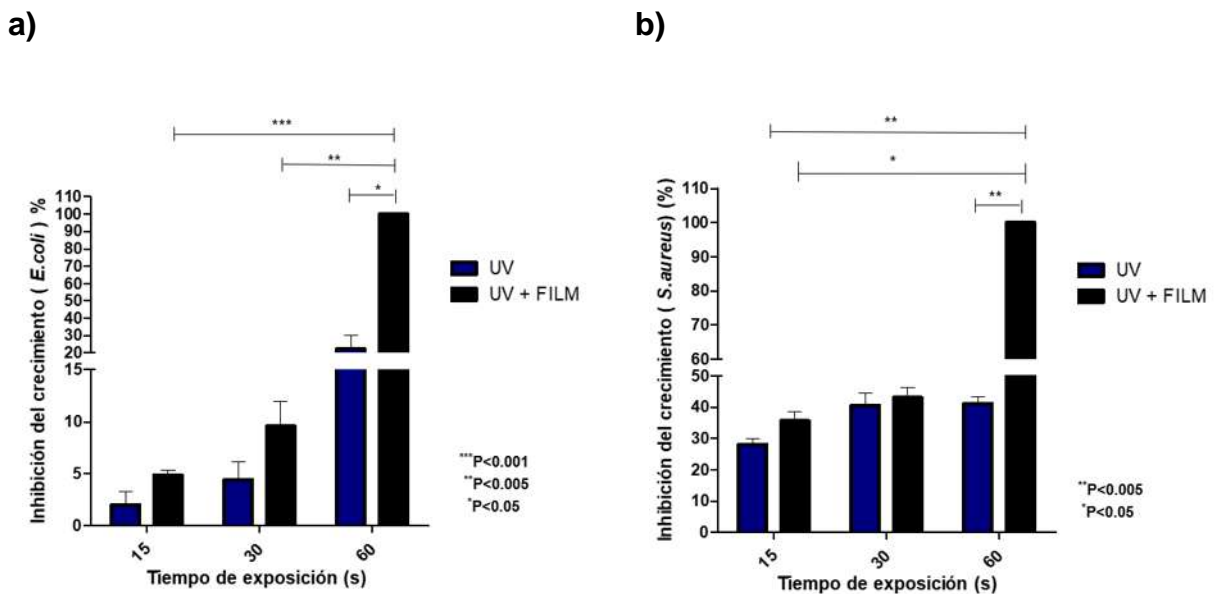 a)
***
**
*
Inhibición del crecimiento ( E.coli ) %
110
100
90
80
70
60
50
40
30
20
15
10
5
0
15
30
60
Tiempo de exposición (s)
UV
UV + FILM
***P<0.001
**P<0.005
*P<0.05
b)
**
*
**
Inhibición del crecimiento ( S.aureus) (%)
110
100
90
80
70
60
50
40
30
20
10
0
15
30
60
Tiempo de exposición (s)
UV
UV + FILM
**P<0.005
*P<0.05